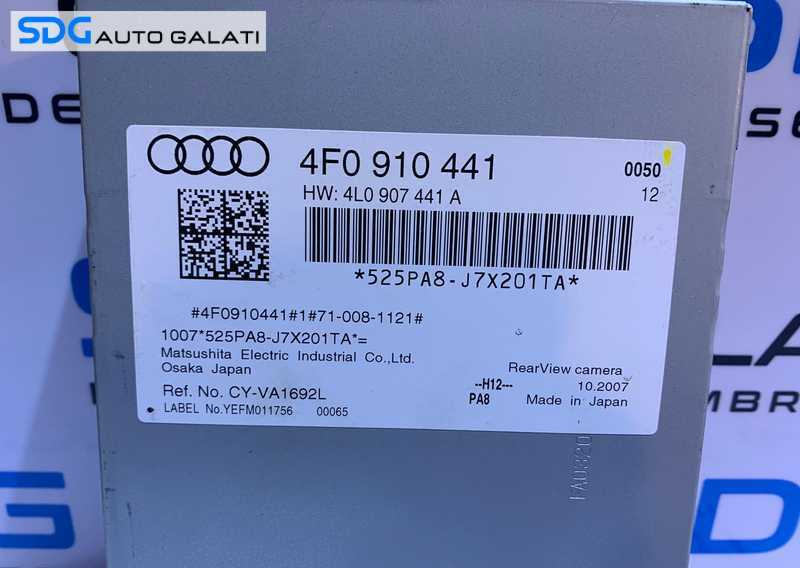 SDG AUTO GALATI
4F0 910 441
0050
HW: 4L0 907 441 A
12
*525PA8-J7X201TA*
#4F0910441#1#71-008-1121#
1007*525PA8-J7X201TA*=
Matsushita Electric Industrial Co.,Ltd.
Osaka Japan
RearView camera
--H12---
10.2007
Ref. No. CY-VA1692L
PA8
Made in Japan
LABEL No.YEFM011756 00065